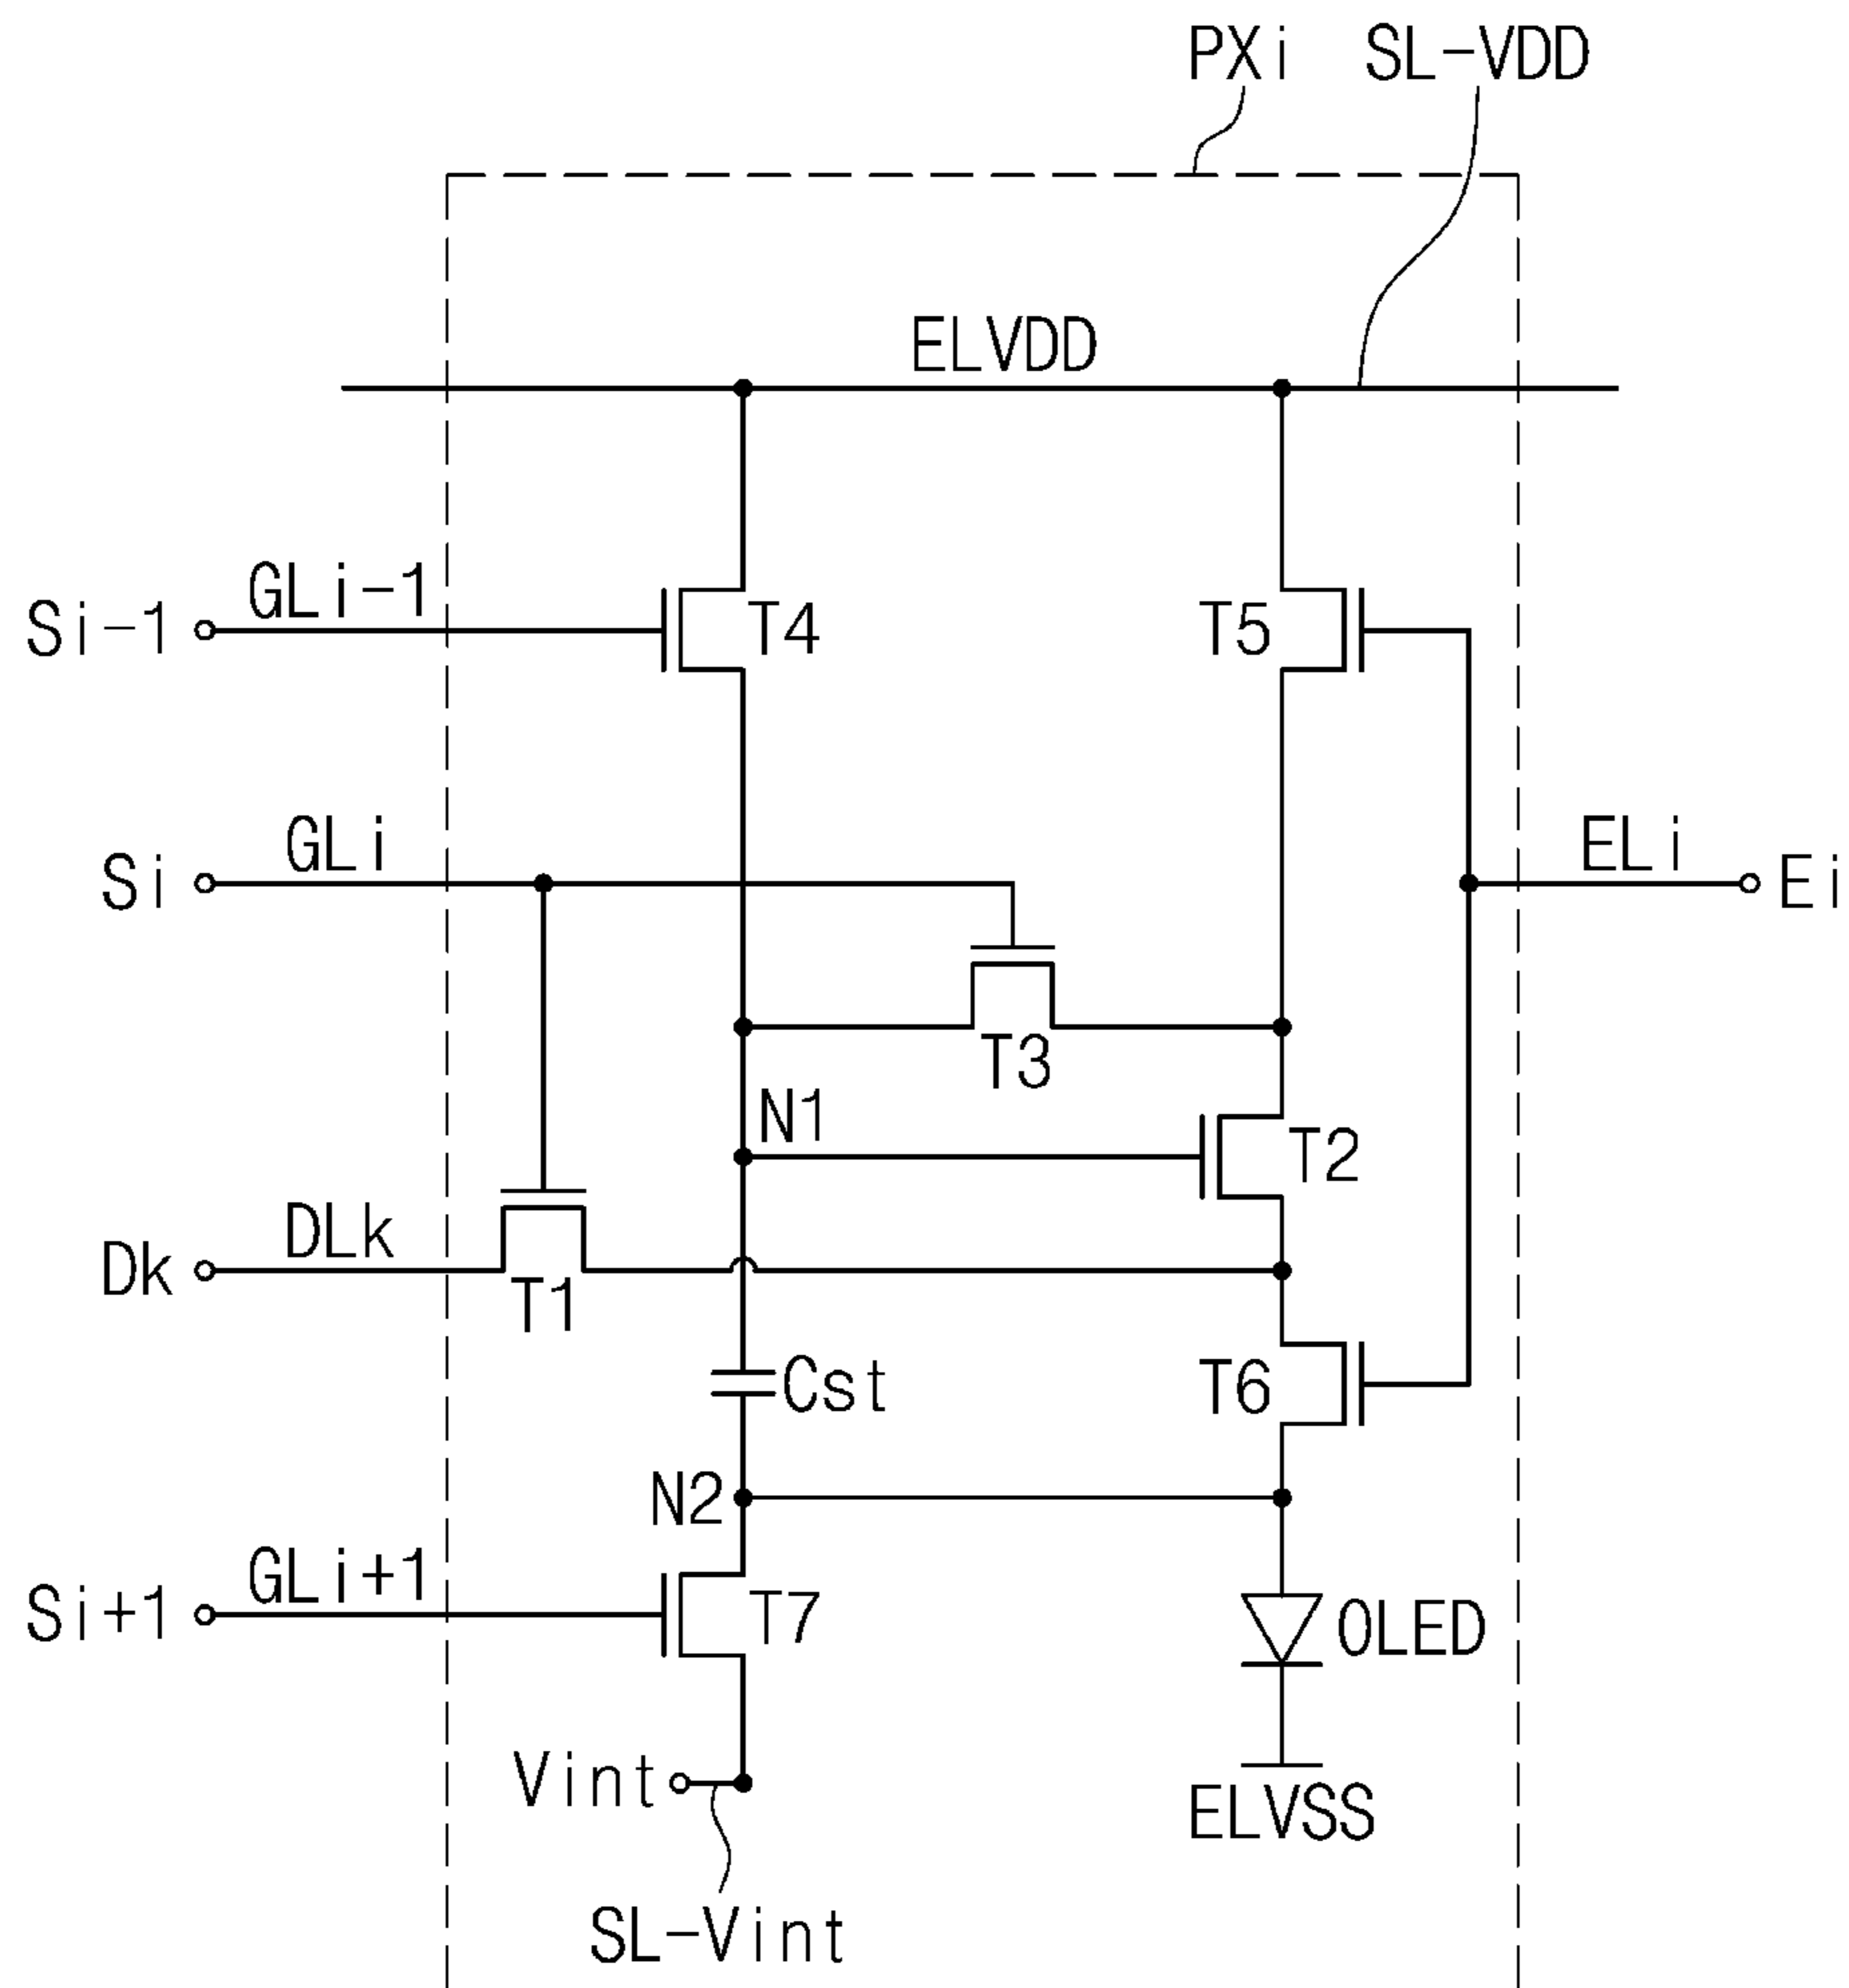 PXi
SL-VDD
ELVDD
GLi-1
Si-1
T4
T5
GLi
Si
ELi
Ei
T3
N1
T2
DLk
Dk
T1
Cst
T6
N2
GLi+1
Si+1
T7
OLED
Vint
ELVSS
SL-Vint